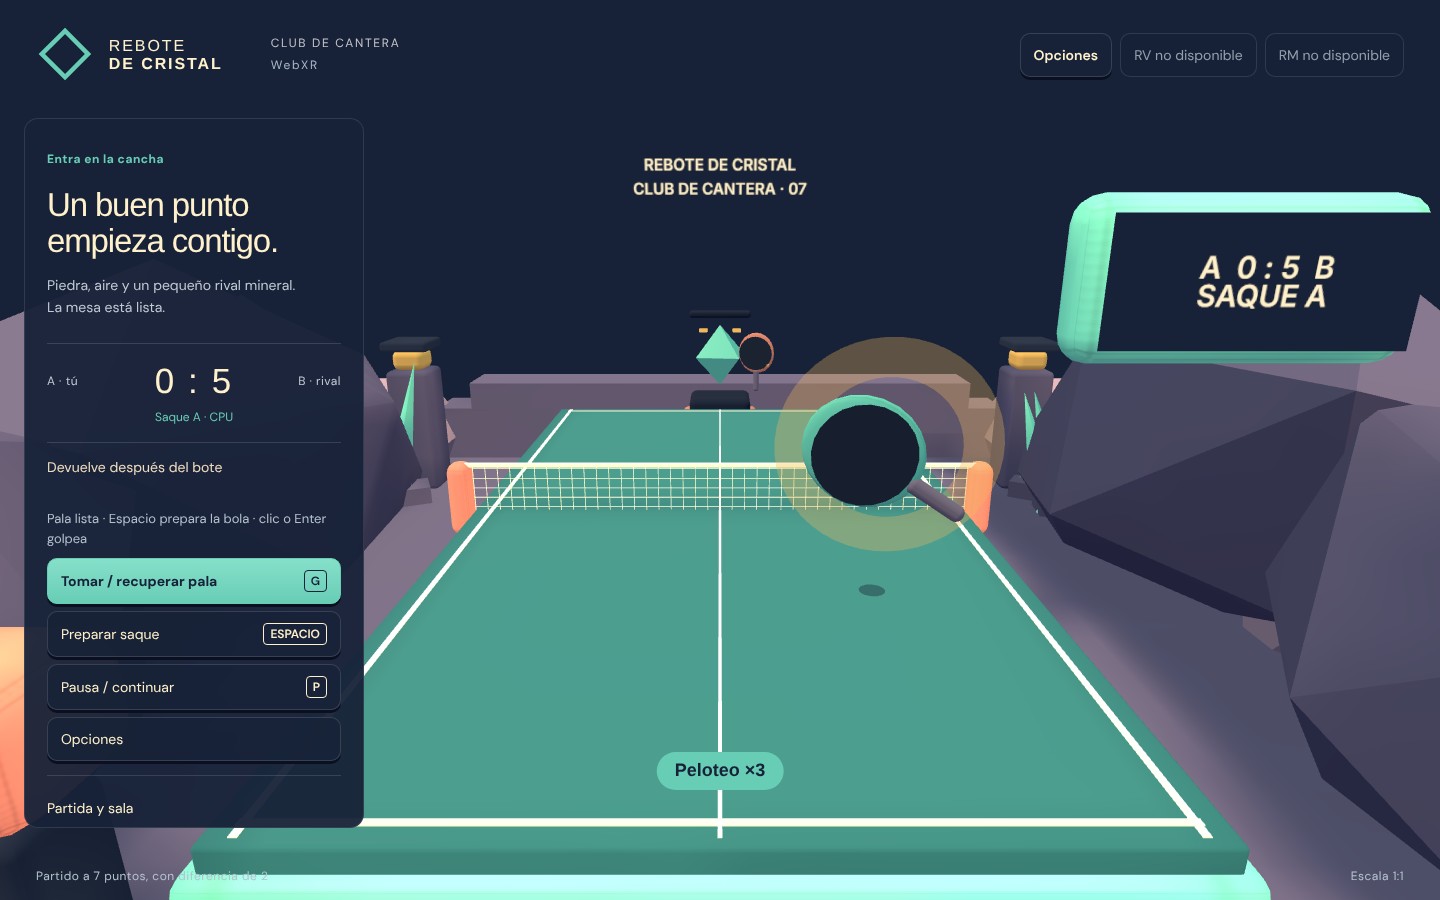 REBOTE
DE CRISTAL
CLUB DE CANTERA
WebXR
Opciones
RV no disponible
RM no disponible
Entra en la cancha
Un buen punto
empieza contigo.
Piedra, aire y un pequeño rival mineral.
La mesa está lista.
A · tú
0 : 5
B · rival
Saque A · CPU
Devuelve después del bote
Pala lista · Espacio prepara la bola · clic o Enter
golpea
Tomar / recuperar pala G
Preparar saque ESPACIO
Pausa / continuar P
Opciones
Partida y sala
REBOTE DE CRISTAL
CLUB DE CANTERA · 07
A 0 : 5 B
SAQUE A
Peloteo ×3
Partido a 7 puntos, con diferencia de 2
Escala 1:1